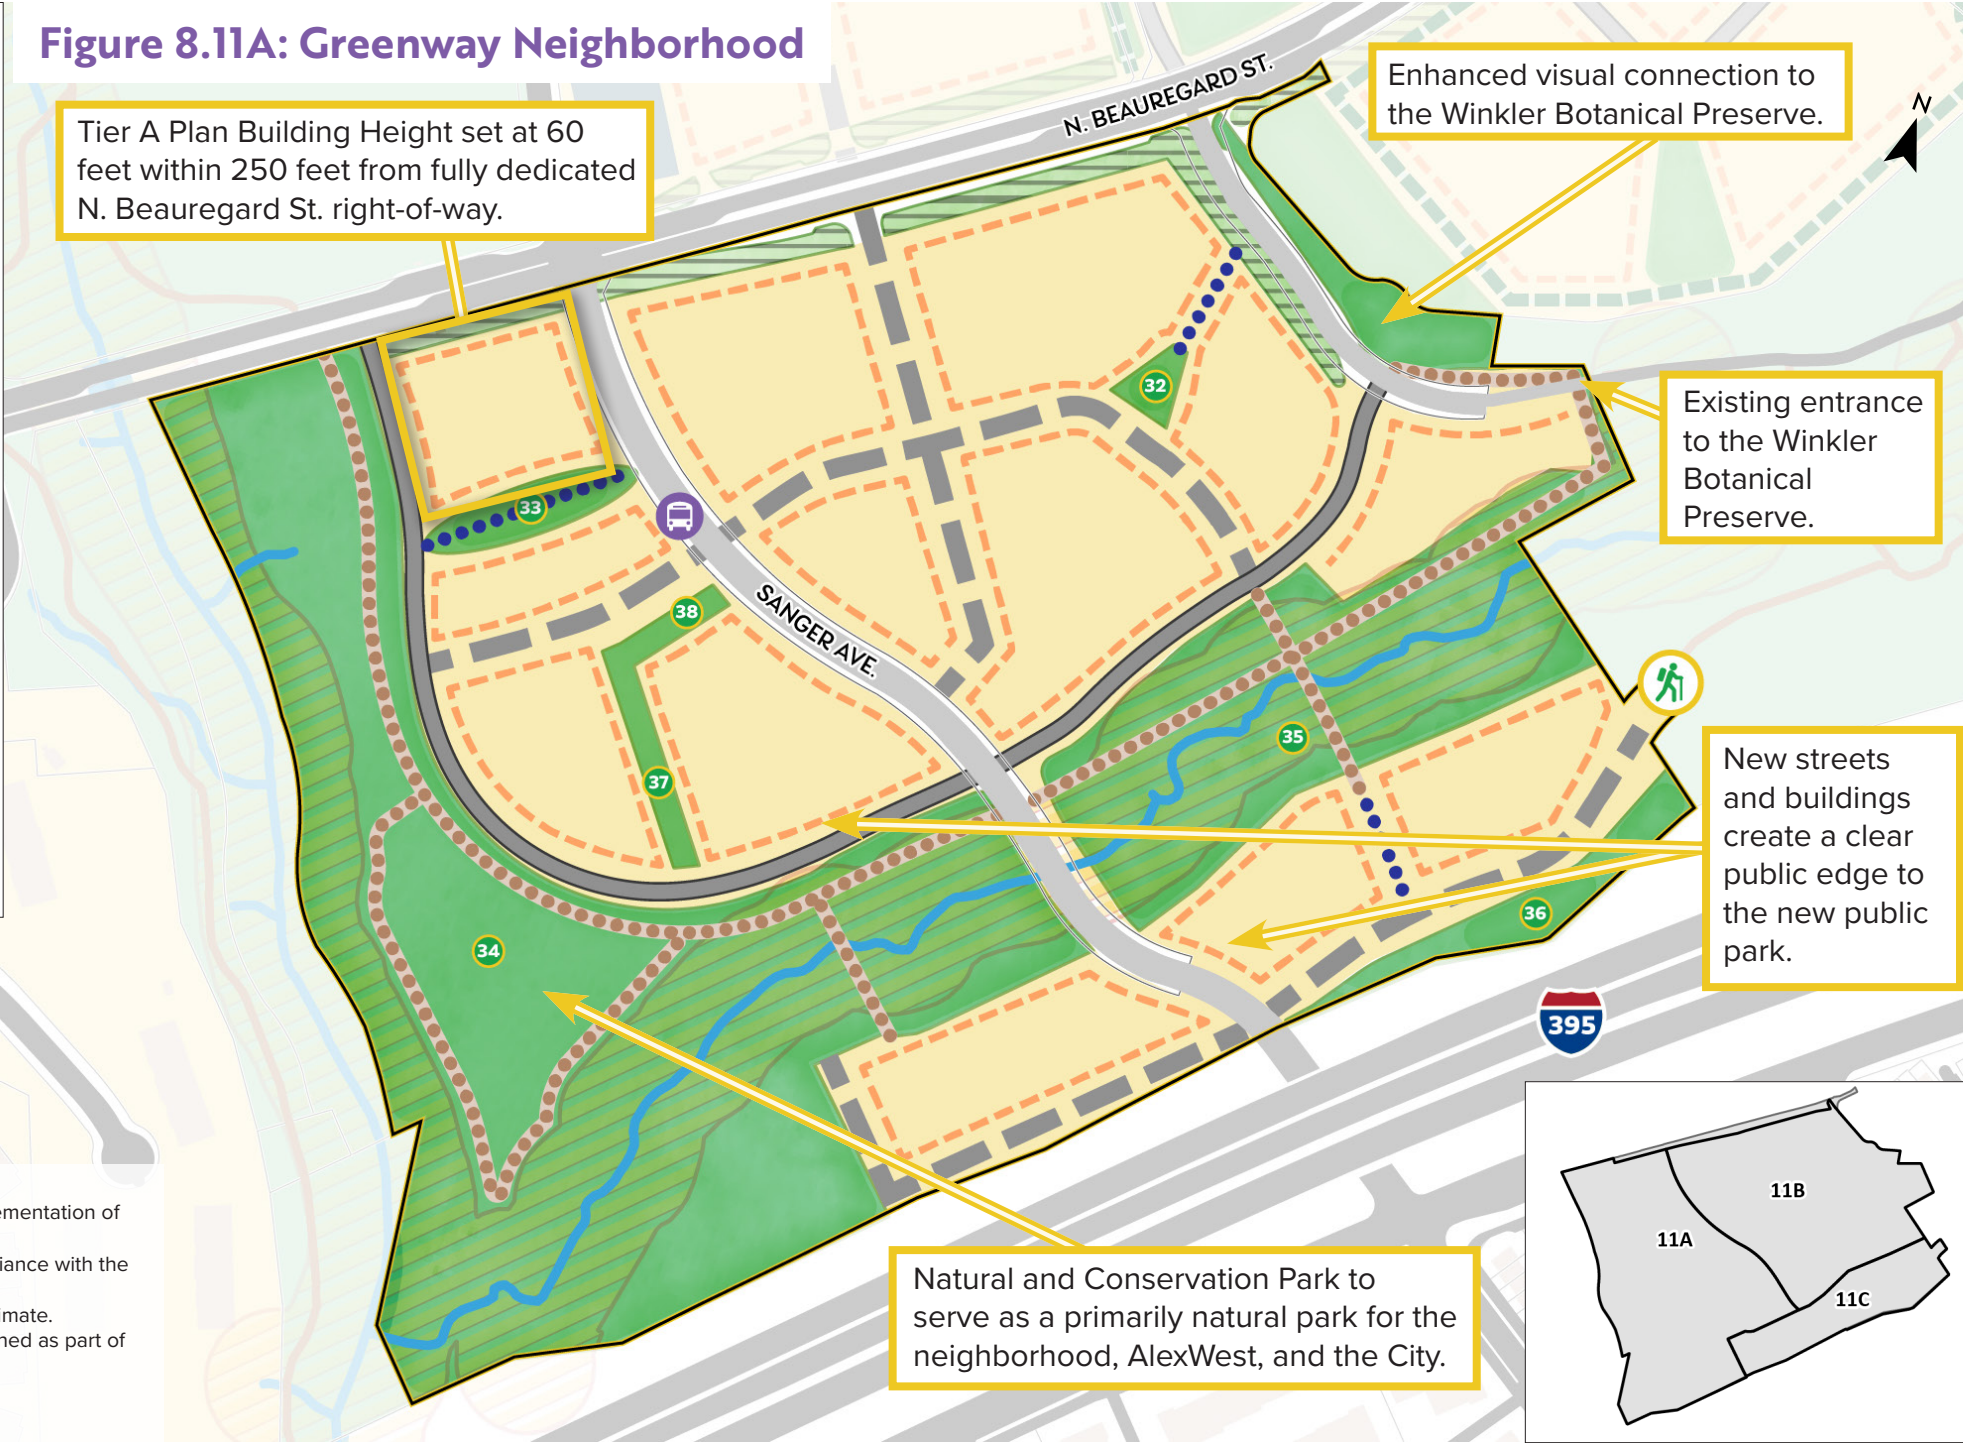 Figure 8.11A: Greenway Neighborhood
Tier A Plan Building Height set at 60
feet within 250 feet from fully dedicated
N. Beauregard St. right-of-way.
N. BEAUREGARD ST.
Enhanced visual connection to
the Winkler Botanical Preserve.
N
32
Existing entrance
to the Winkler
Botanical
Preserve.
33
38
SANGER AVE.
37
35
New streets
and buildings
create a clear
public edge to
the new public
park.
34
36
395
Natural and Conservation Park to
serve as a primarily natural park for the
neighborhood, AlexWest, and the City.
11A
11B
11C
ementation of
iance with the
imate.
ned as part of